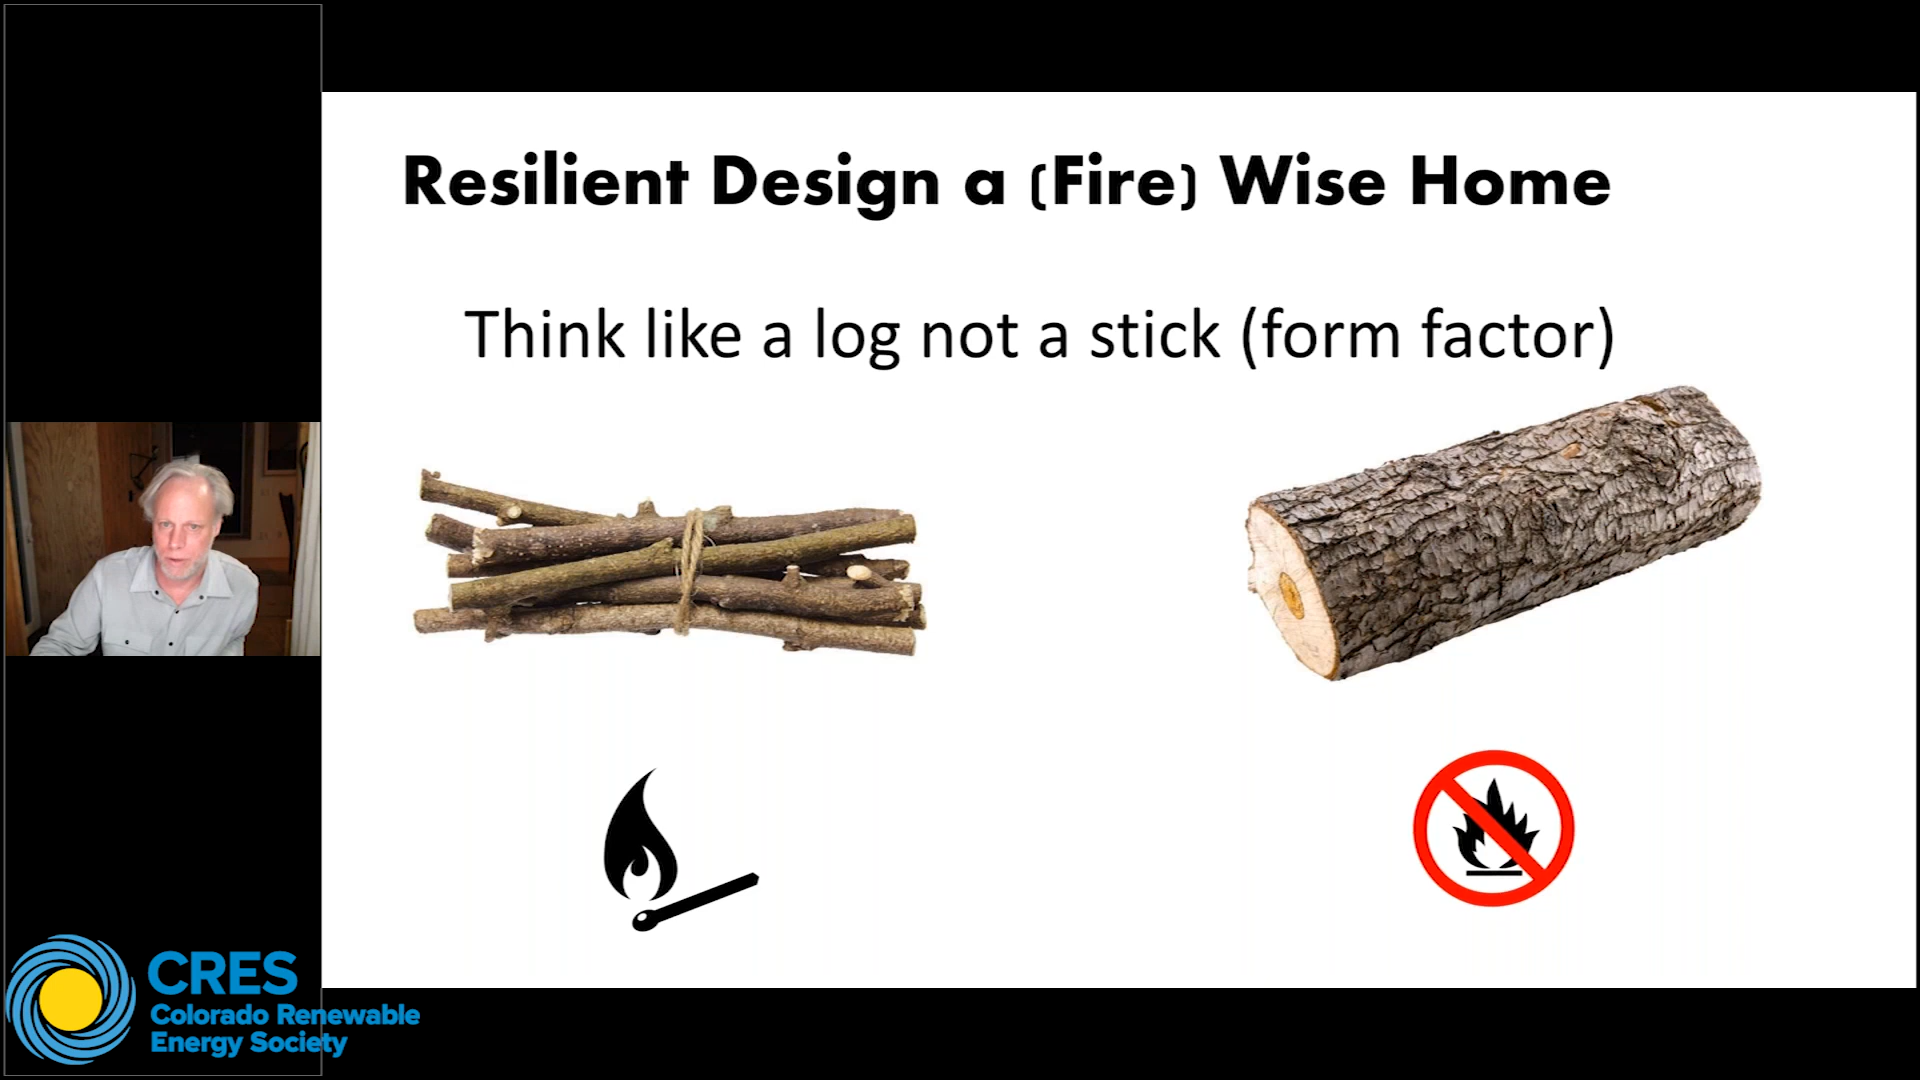 Resilient Design a (Fire) Wise Home
Think like a log not a stick (form factor)
CRES
Colorado Renewable
Energy Society